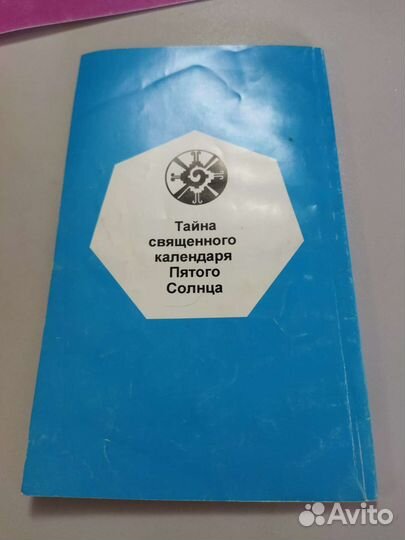 Тайна
священного
календаря
Пятого
Солнца
Avito